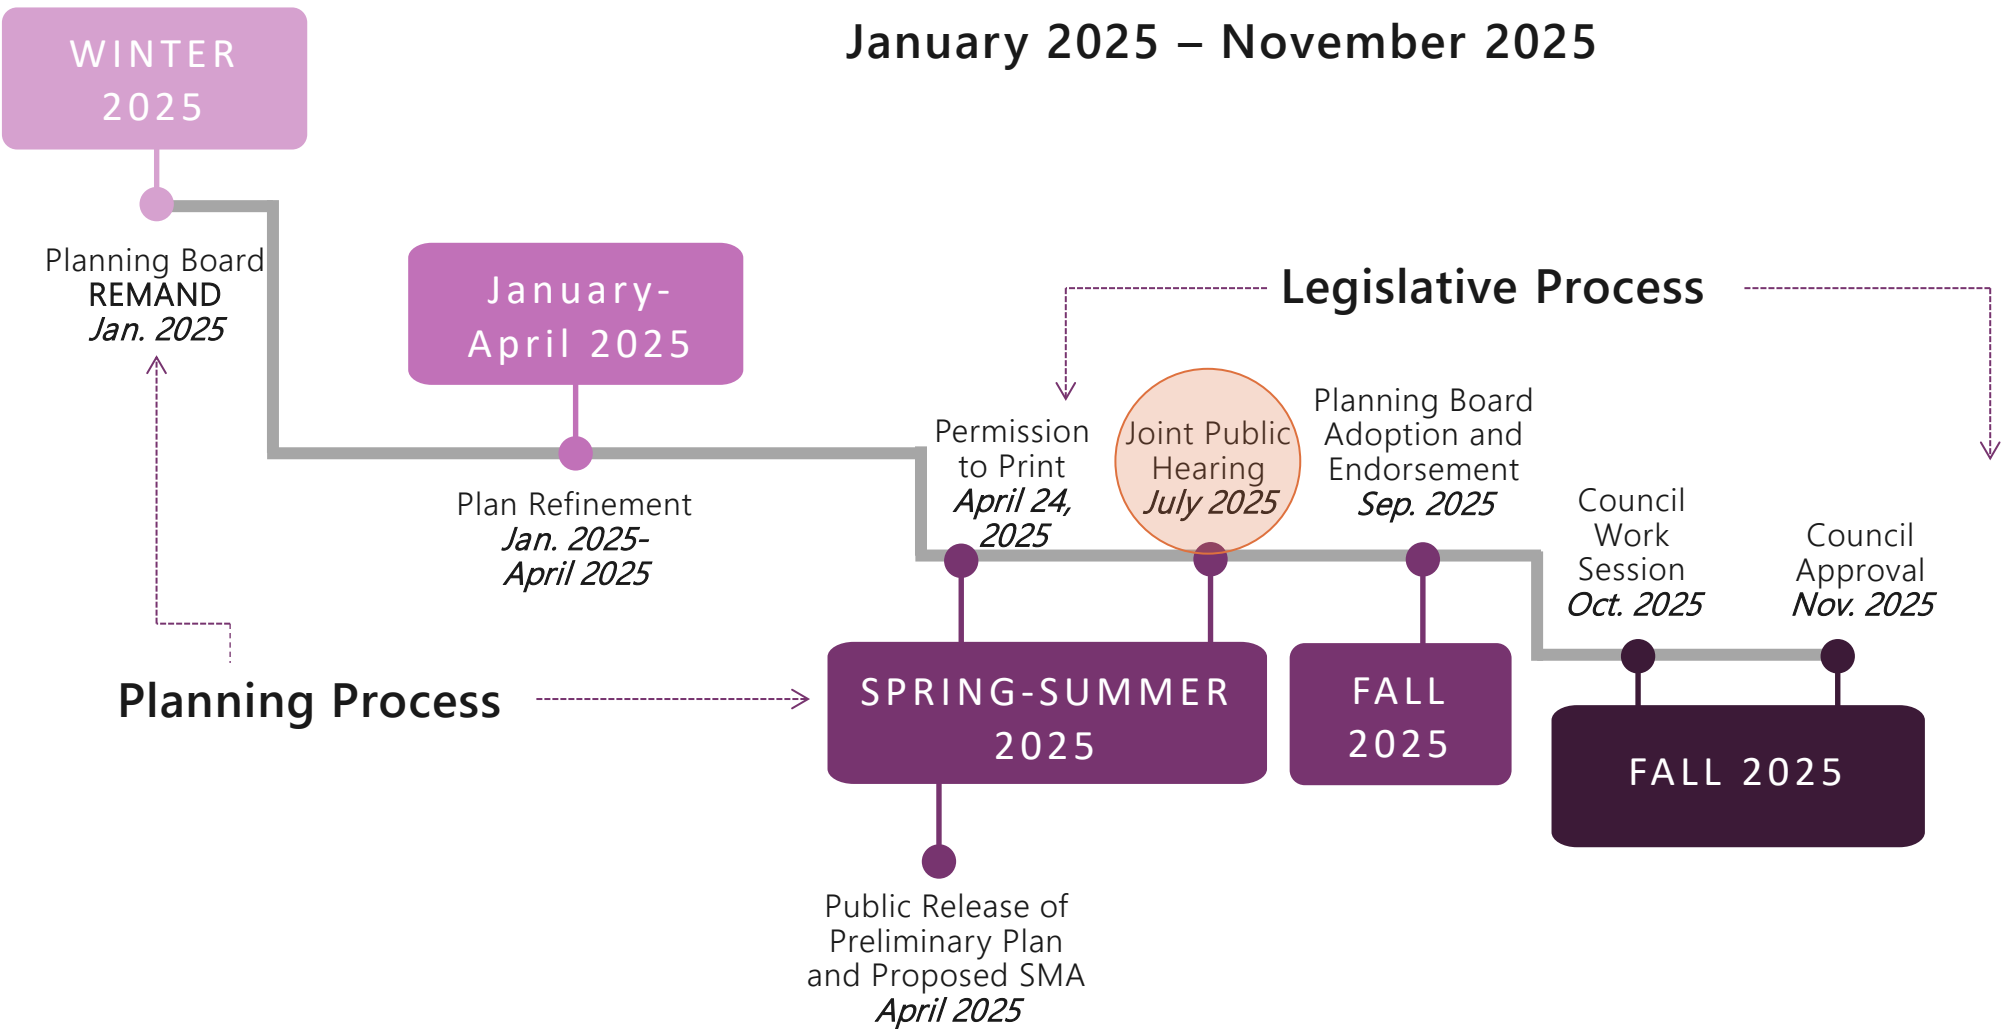 January 2025 – November 2025
WINTER
2025
Planning Board
REMAND
Jan. 2025
January-
April 2025
Plan Refinement
Jan. 2025-
April 2025
Planning Process
Legislative Process
Permission
to Print
April 24,
2025
Joint Public
Hearing
July 2025
Planning Board
Adoption and
Endorsement
Sep. 2025
Council
Work
Session
Oct. 2025
Council
Approval
Nov. 2025
SPRING-SUMMER
2025
FALL
2025
FALL 2025
Public Release of
Preliminary Plan
and Proposed SMA
April 2025